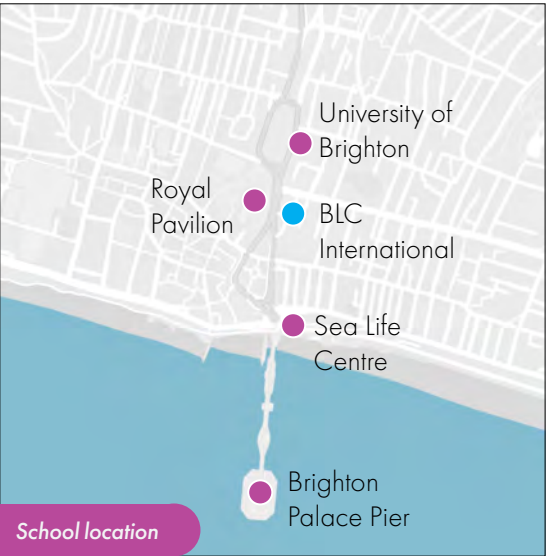 University of
Brighton
Royal
Pavilion
BLC
International
Sea Life
Centre
Brighton
Palace Pier
School location